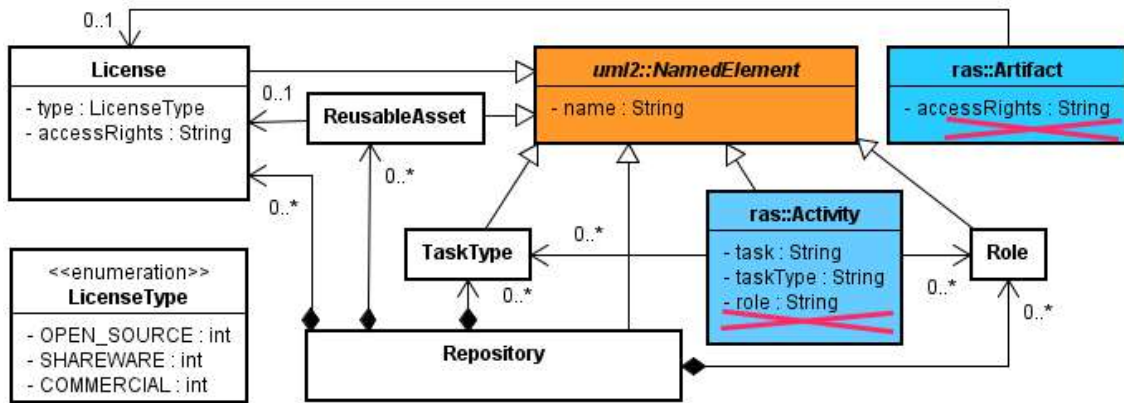 0..1
License
- type : LicenseType
- accessRights : String
0..1
ReusableAsset
uml2::NamedElement
- name : String
ras::Artifact
- accessRights : String
0..*
0..*
TaskType
0..*
ras::Activity
- task : String
- taskType : String
- role : String
Role
0..*
0..*
0..*
<<enumeration>>
LicenseType
- OPEN_SOURCE : int
- SHAREWARE : int
- COMMERCIAL : int
Repository